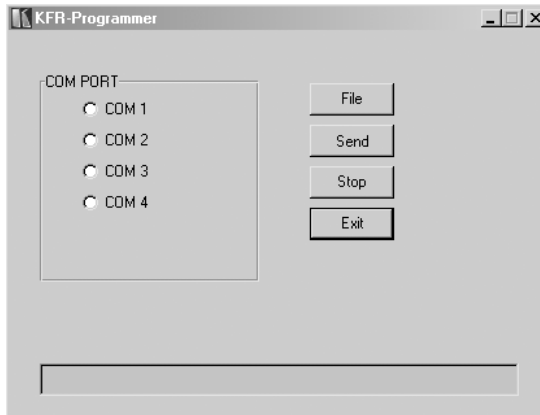 KFR-Programmer
COM PORT
COM 1
COM 2
COM 3
COM 4
File
Send
Stop
Exit